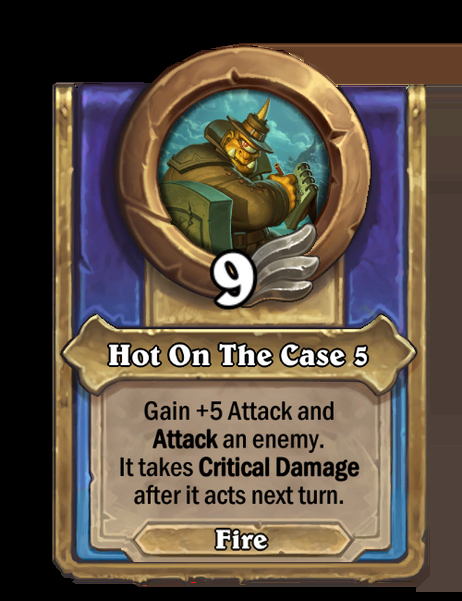 9
Hot On The Case 5
Gain +5 Attack and
Attack an enemy.
It takes Critical Damage
after it acts next turn.
Fire